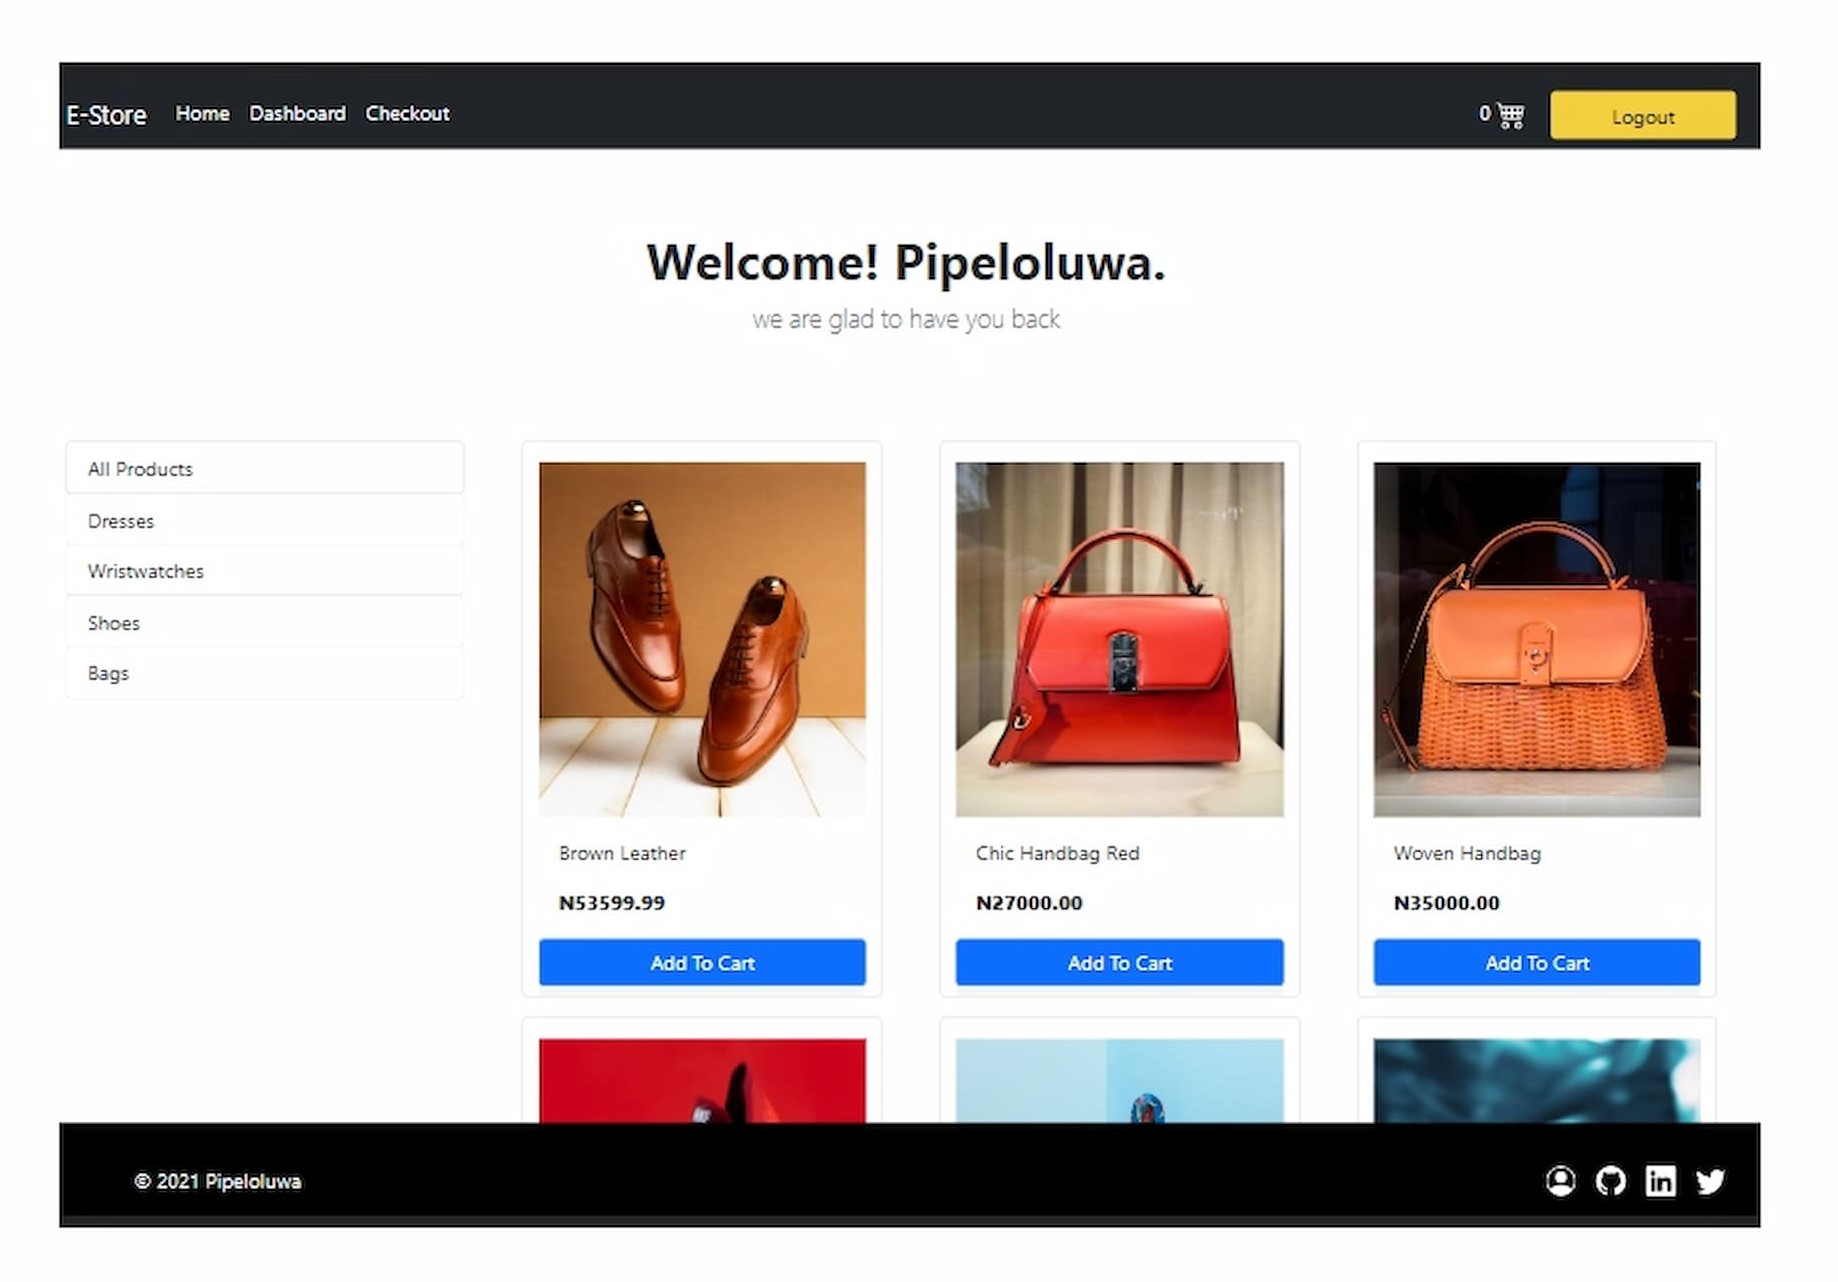 E-Store Home Dashboard Checkout 0 Logout
Welcome! Pipeloluwa.
we are glad to have you back
All Products
Dresses
Wristwatches
Shoes
Bags
Brown Leather
N53599.99
Add To Cart
Chic Handbag Red
N27000.00
Add To Cart
Woven Handbag
N35000.00
Add To Cart
© 2021 Pipeloluwa
in